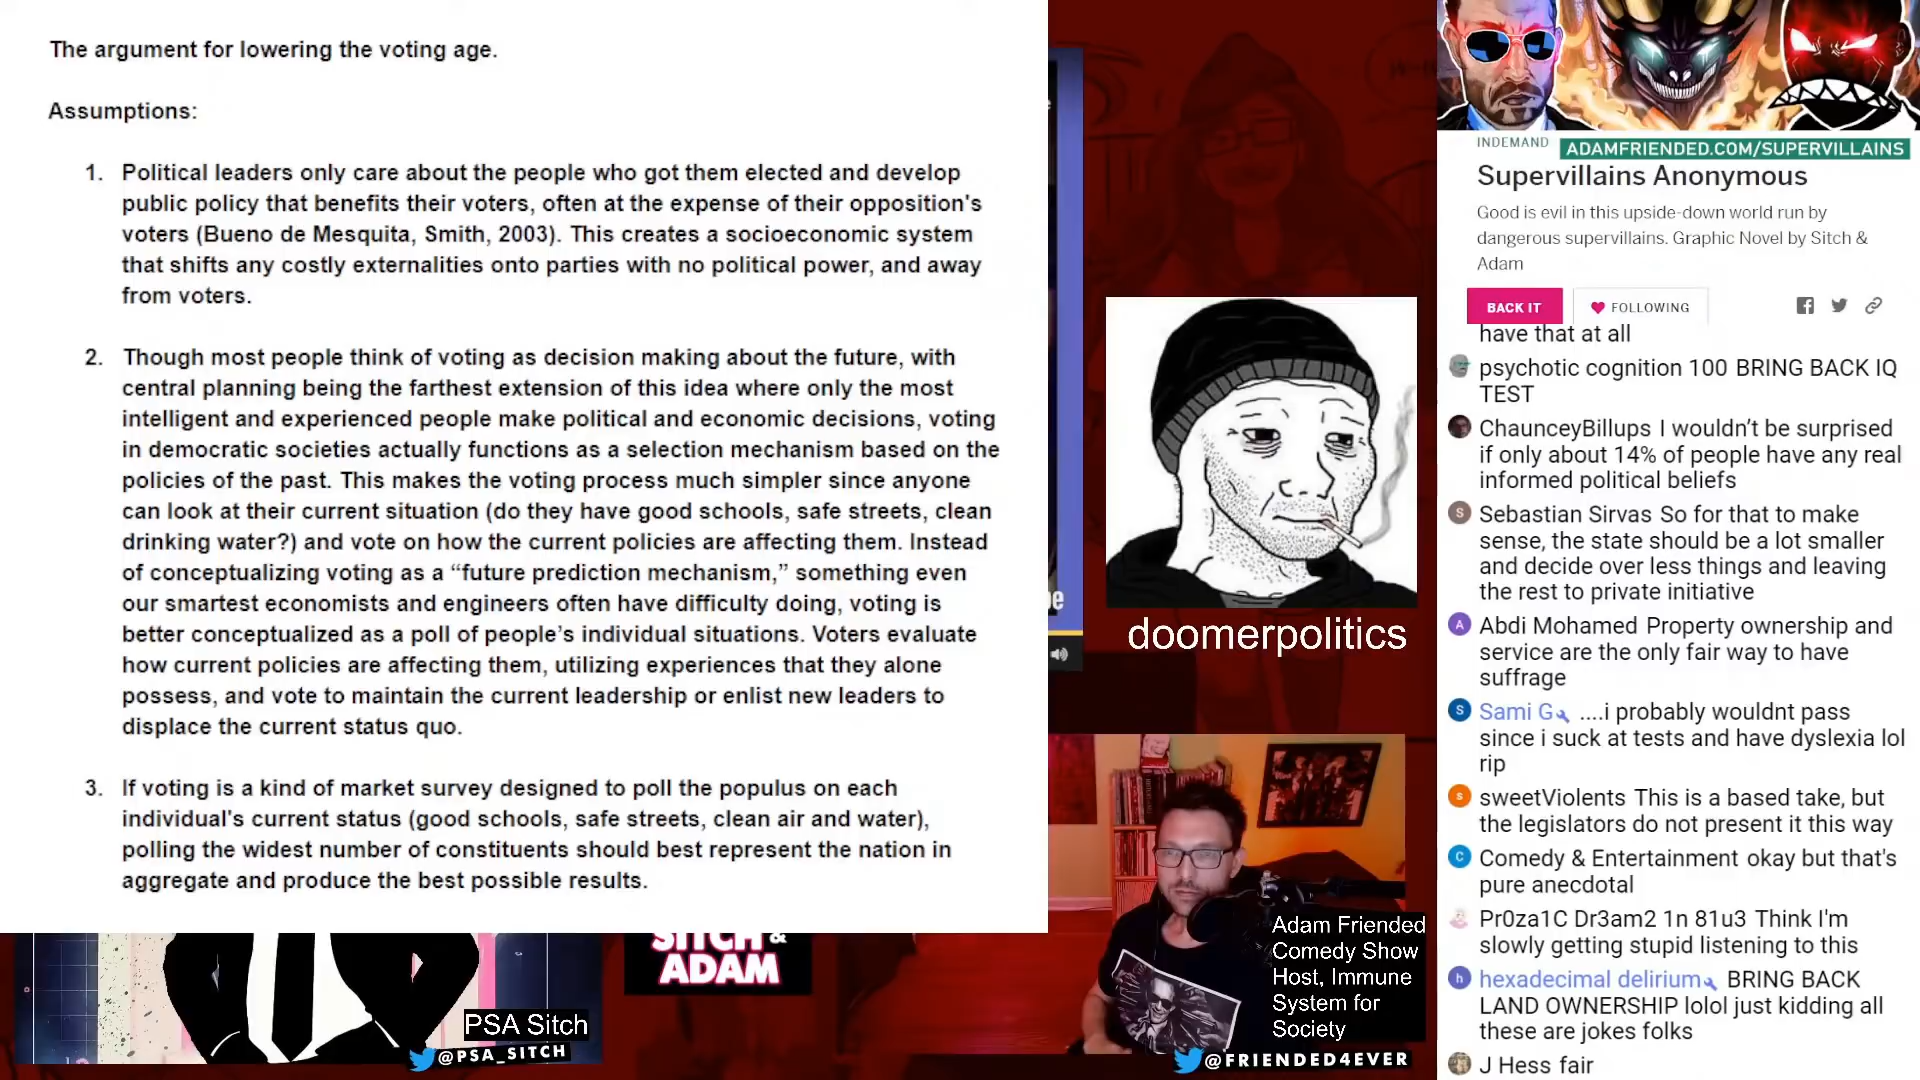 The argument for lowering the voting age.
Assumptions:
1. Political leaders only care about the people who got them elected and develop
public policy that benefits their voters, often at the expense of their opposition's
voters (Bueno de Mesquita, Smith, 2003). This creates a socioeconomic system
that shifts any costly externalities onto parties with no political power, and away
from voters.
2. Though most people think of voting as decision making about the future, with
central planning being the farthest extension of this idea where only the most
intelligent and experienced people make political and economic decisions, voting
in democratic societies actually functions as a selection mechanism based on the
policies of the past. This makes the voting process much simpler since anyone
can look at their current situation (do they have good schools, safe streets, clean
drinking water?) and vote on how the current policies are affecting them. Instead
of conceptualizing voting as a “future prediction mechanism,” something even
our smartest economists and engineers often have difficulty doing, voting is
better conceptualized as a poll of people’s individual situations. Voters evaluate
how current policies are affecting them, utilizing experiences that they alone
possess, and vote to maintain the current leadership or enlist new leaders to
displace the current status quo.
3. If voting is a kind of market survey designed to poll the populus on each
individual's current status (good schools, safe streets, clean air and water),
polling the widest number of constituents should best represent the nation in
aggregate and produce the best possible results.
SITCH &
ADAM
PSA Sitch
@PSA_SITCH
doomerpolitics
Adam Friended
Comedy Show
Host, Immune
System for
Society
@FRIENDED4EVER
INDEMAND
ADAMFRIENDED.COM/SUPERVILLAINS
Supervillains Anonymous
Good is evil in this upside-down world run by
dangerous supervillains. Graphic Novel by Sitch &
Adam
BACK IT
FOLLOWING
have that at all
psychotic cognition 100 BRING BACK IQ
TEST
ChaunceyBillups I wouldn’t be surprised
if only about 14% of people have any real
informed political beliefs
S Sebastian Sirvas So for that to make
sense, the state should be a lot smaller
and decide over less things and leaving
the rest to private initiative
A Abdi Mohamed Property ownership and
service are the only fair way to have
suffrage
S Sami G ....i probably wouldnt pass
since i suck at tests and have dyslexia lol
rip
s sweetViolents This is a based take, but
the legislators do not present it this way
C Comedy & Entertainment okay but that's
pure anecdotal
Pr0za1C Dr3am2 1n 81u3 Think I'm
slowly getting stupid listening to this
h hexadecimal delirium BRING BACK
LAND OWNERSHIP lolol just kidding all
these are jokes folks
J Hess fair